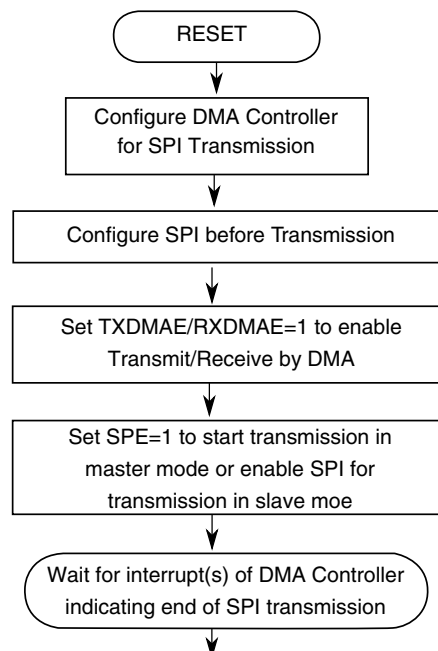 RESET
Configure DMA Controller
for SPI Transmission
Configure SPI before Transmission
Set TXDMAE/RXDMAE=1 to enable
Transmit/Receive by DMA
Set SPE=1 to start transmission in
master mode or enable SPI for
transmission in slave moe
Wait for interrupt(s) of DMA Controller
indicating end of SPI transmission